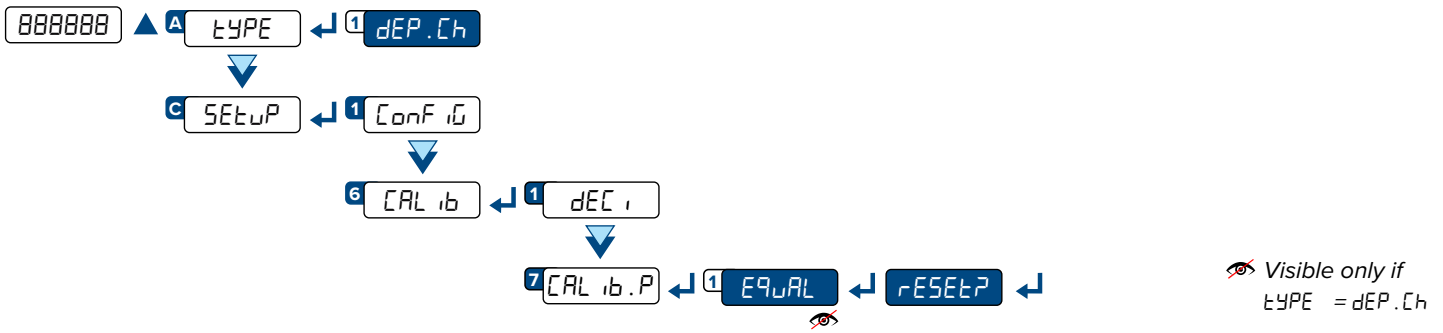 888888 A tYPE 1 dEP.Ch
C SEtuP 1 ConFiG
6 CALib 1 dECi
7 CALib.P 1 EquAL rESEt? Visible only if
tYPE = dEP.Ch